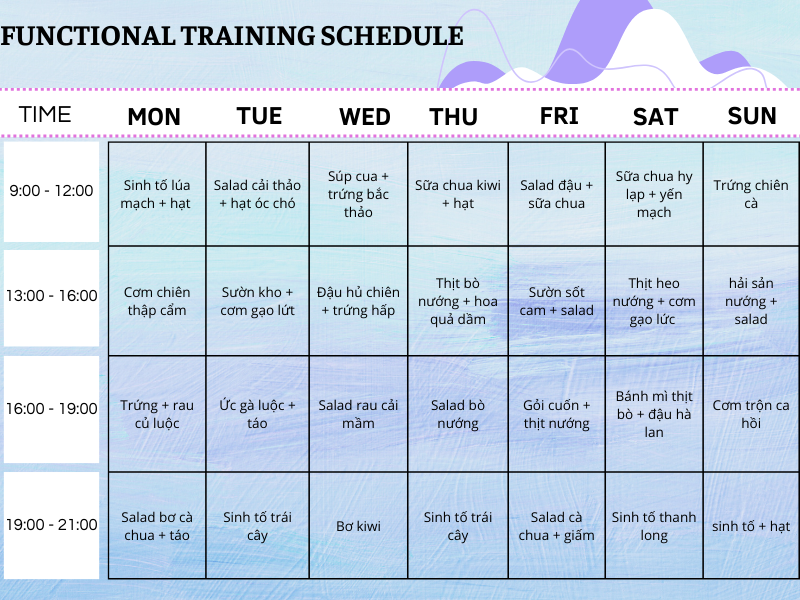 FUNCTIONAL TRAINING SCHEDULE
TIME MON TUE WED THU FRI SAT SUN
9:00 - 12:00
Sinh tố lúa
mạch + hạt
Salad cải thảo
+ hạt óc chó
Súp cua +
trứng bắc
thảo
Sữa chua kiwi
+ hạt
Salad đậu +
sữa chua
Sữa chua hy
lạp + yến
mạch
Trứng chiên
cà
13:00 - 16:00
Cơm chiên
thập cẩm
Sườn kho +
cơm gạo lứt
Đậu hủ chiên
+ trứng hấp
Thịt bò
nướng + hoa
quả dầm
Sườn sốt
cam + salad
Thịt heo
nướng + cơm
gạo lức
hải sản
nướng +
salad
16:00 - 19:00
Trứng + rau
củ luộc
Ức gà luộc +
táo
Salad rau cải
mầm
Salad bò
nướng
Gỏi cuốn +
thịt nướng
Bánh mì thịt
bò + đậu hà
lan
Cơm trộn ca
hồi
19:00 - 21:00
Salad bơ cà
chua + táo
Sinh tố trái
cây
Bơ kiwi
Sinh tố trái
cây
Salad cà
chua + giấm
Sinh tố thanh
long
sinh tố + hạt